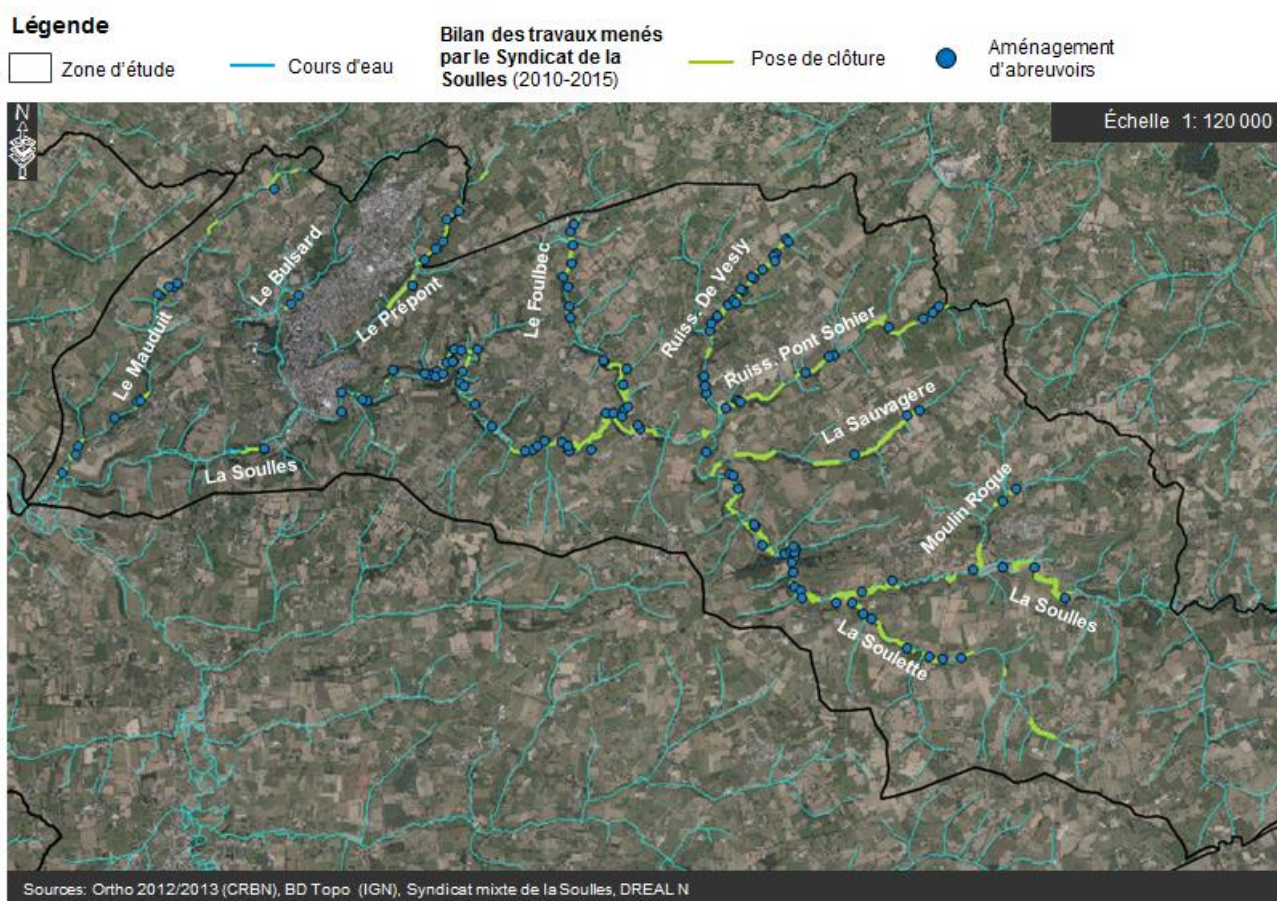 Légende
Zone d'étude
Cours d'eau
Bilan des travaux menés
par le Syndicat de la
Soulles (2010-2015)
Pose de clôture
Aménagement
d'abreuvoirs
N
Échelle 1: 120 000
Le Mauduit
Le Bulsard
Le Prépont
Le Foulbec
Ruiss. De Vesly
Ruiss. Pont Sohier
La Sauvagère
La Soulles
Moulin Roque
La Soulles
La Soulette
Sources: Ortho 2012/2013 (CRBN), BD Topo (IGN), Syndicat mixte de la Soulles, DREAL N